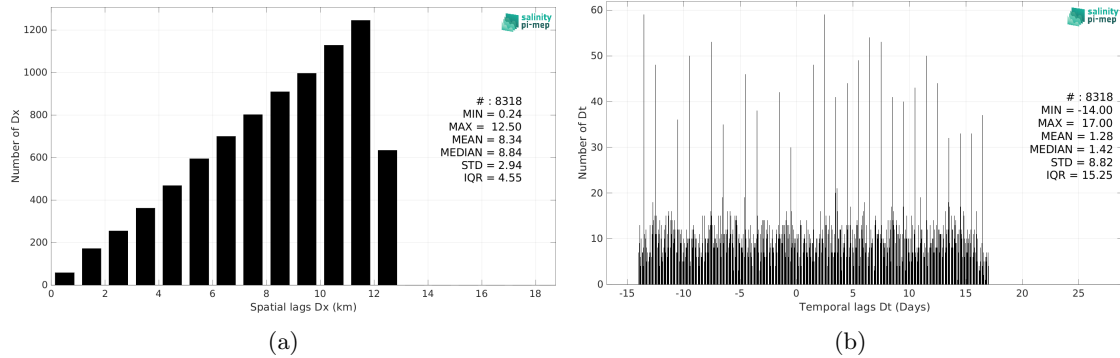 salinity
pi-mep
1200
1000
800
600
400
200
0
Number of Dx
# : 8318
MIN = 0.24
MAX = 12.50
MEAN = 8.34
MEDIAN = 8.84
STD = 2.94
IQR = 4.55
0 2 4 6 8 10 12 14 16 18
Spatial lags Dx (km)
(a)
salinity
pi-mep
60
50
40
30
20
10
0
Number of Dt
# : 8318
MIN = -14.00
MAX = 17.00
MEAN = 1.28
MEDIAN = 1.42
STD = 8.82
IQR = 15.25
-15 -10 -5 0 5 10 15 20 25
Temporal lags Dt (Days)
(b)